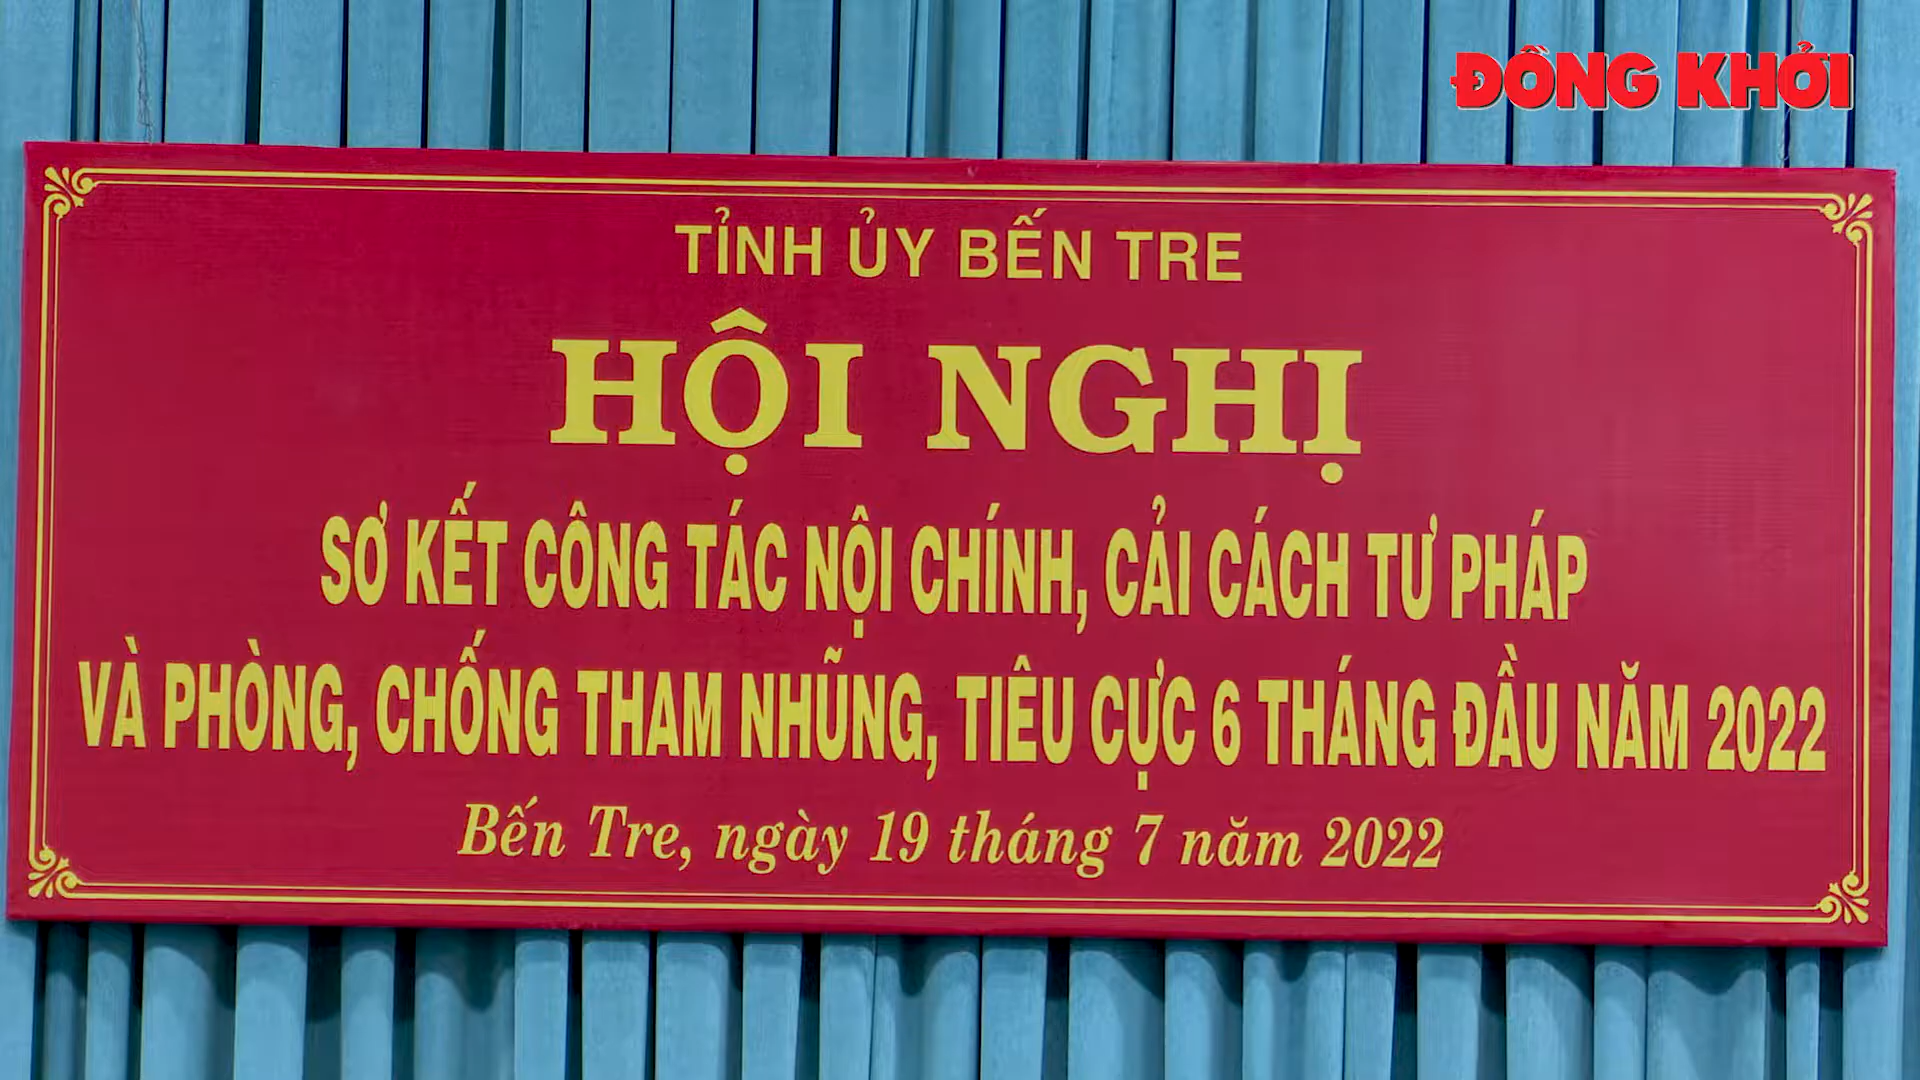 ĐỒNG KHỞI
TỈNH ỦY BẾN TRE
HỘI NGHỊ
SƠ KẾT CÔNG TÁC NỘI CHÍNH, CẢI CÁCH TƯ PHÁP
VÀ PHÒNG, CHỐNG THAM NHŨNG, TIÊU CỰC 6 THÁNG ĐẦU NĂM 2022
Bến Tre, ngày 19 tháng 7 năm 2022